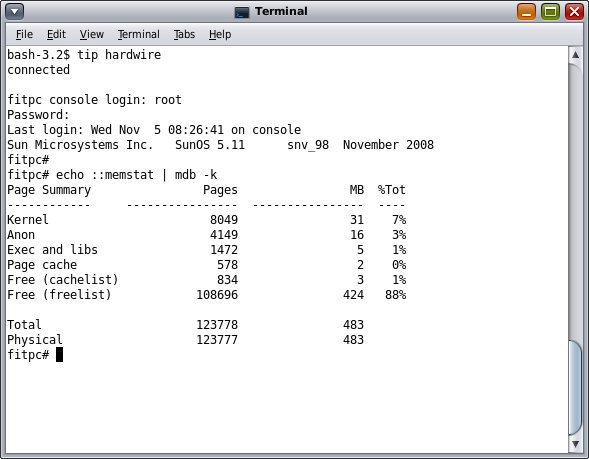 Terminal
File Edit View Terminal Tabs Help
bash-3.2$ tip hardwire
connected
fitpc console login: root
Password:
Last login: Wed Nov  5 08:26:41 on console
Sun Microsystems Inc.   SunOS 5.11      snv_98  November 2008
fitpc#
fitpc# echo ::memstat | mdb -k
Page Summary                Pages                MB  %Tot
------------     ----------------  ----------------  ----
Kernel                       8049                31    7%
Anon                         4149                16    3%
Exec and libs                1472                 5    1%
Page cache                    578                 2    0%
Free (cachelist)              834                 3    1%
Free (freelist)            108696               424   88%
Total                      123778               483
Physical                   123777               483
fitpc#